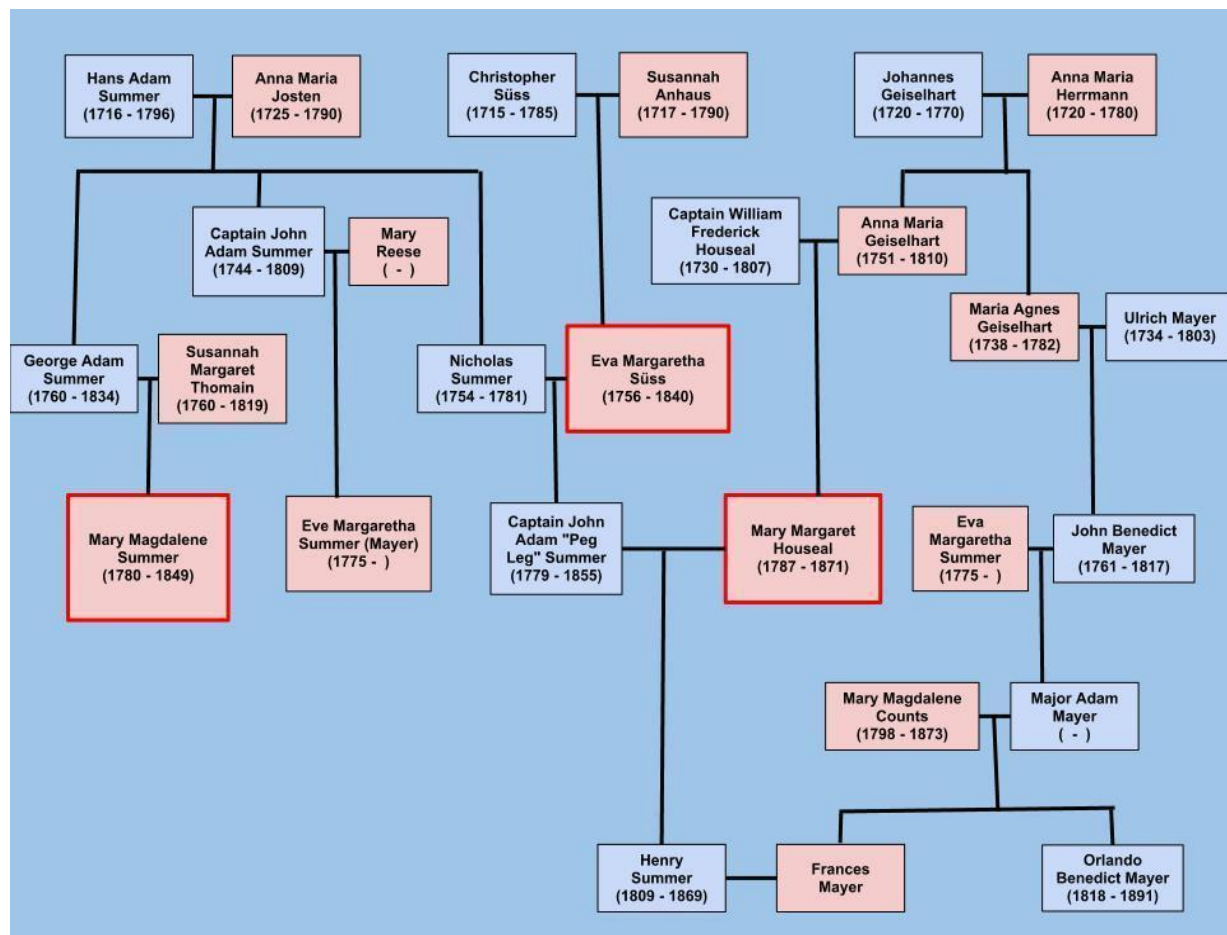 Hans Adam
Summer
(1716 - 1796)
Anna Maria
Josten
(1725 - 1790)
Christopher
Süss
(1715 - 1785)
Susannah
Anhaus
(1717 - 1790)
Johannes
Geiselhart
(1720 - 1770)
Anna Maria
Herrmann
(1720 - 1780)
Captain John
Adam Summer
(1744 - 1809)
Mary
Reese
( - )
Captain William
Frederick
Houseal
(1730 - 1807)
Anna Maria
Geiselhart
(1751 - 1810)
Maria Agnes
Geiselhart
(1738 - 1782)
Ulrich Mayer
(1734 - 1803)
George Adam
Summer
(1760 - 1834)
Susannah
Margaret
Thomain
(1760 - 1819)
Nicholas
Summer
(1754 - 1781)
Eva Margaretha
Süss
(1756 - 1840)
Mary Magdalene
Summer
(1780 - 1849)
Eve Margaretha
Summer (Mayer)
(1775 - )
Captain John
Adam "Peg
Leg" Summer
(1779 - 1855)
Mary Margaret
Houseal
(1787 - 1871)
Eva
Margaretha
Summer
(1775 - )
John Benedict
Mayer
(1761 - 1817)
Mary Magdalene
Counts
(1798 - 1873)
Major Adam
Mayer
( - )
Henry
Summer
(1809 - 1869)
Frances
Mayer
Orlando
Benedict Mayer
(1818 - 1891)